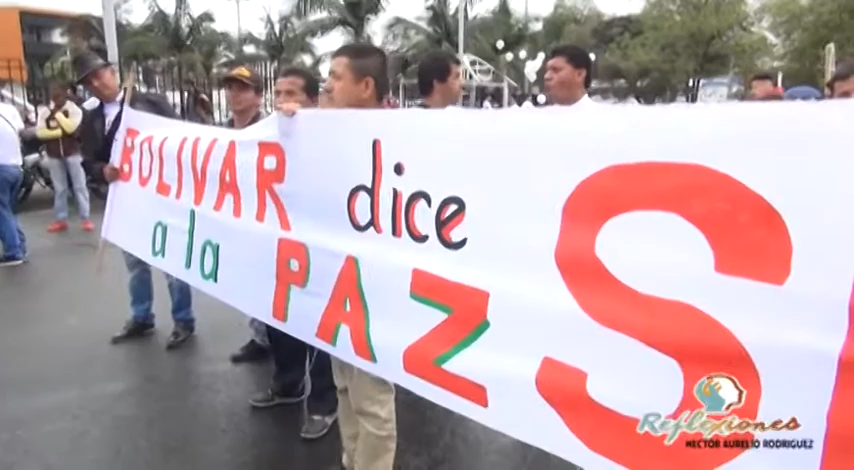 BOLIVAR dice S
a la PAZ
Reflexiones
HECTOR AURELIO RODRIGUEZ